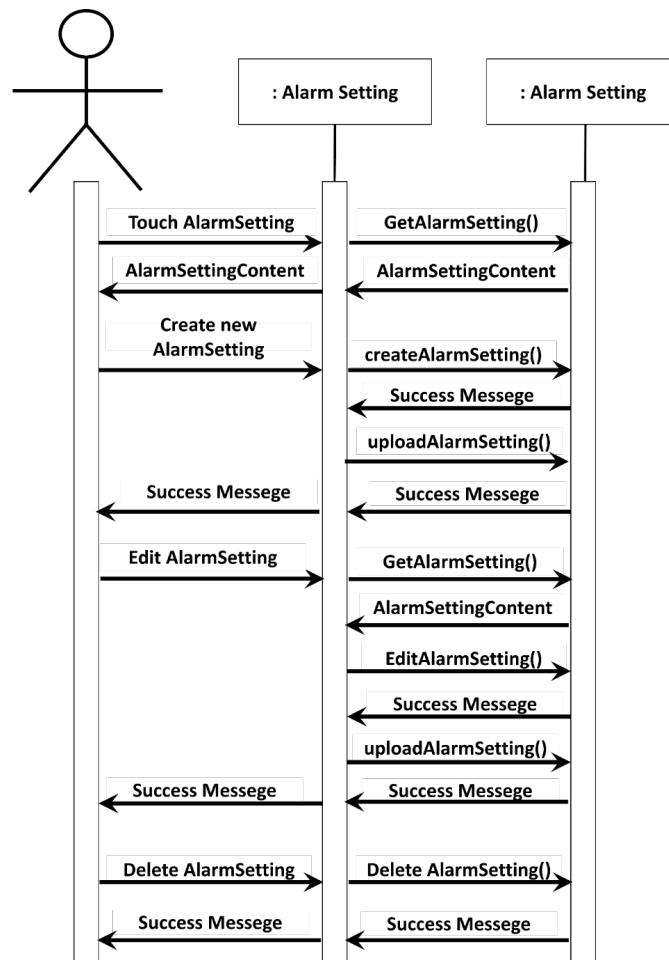 : Alarm Setting
: Alarm Setting
Touch AlarmSetting
GetAlarmSetting()
AlarmSettingContent
AlarmSettingContent
Create new
AlarmSetting
createAlarmSetting()
Success Messege
uploadAlarmSetting()
Success Messege
Success Messege
Edit AlarmSetting
GetAlarmSetting()
AlarmSettingContent
EditAlarmSetting()
Success Messege
uploadAlarmSetting()
Success Messege
Success Messege
Delete AlarmSetting
Delete AlarmSetting()
Success Messege
Success Messege